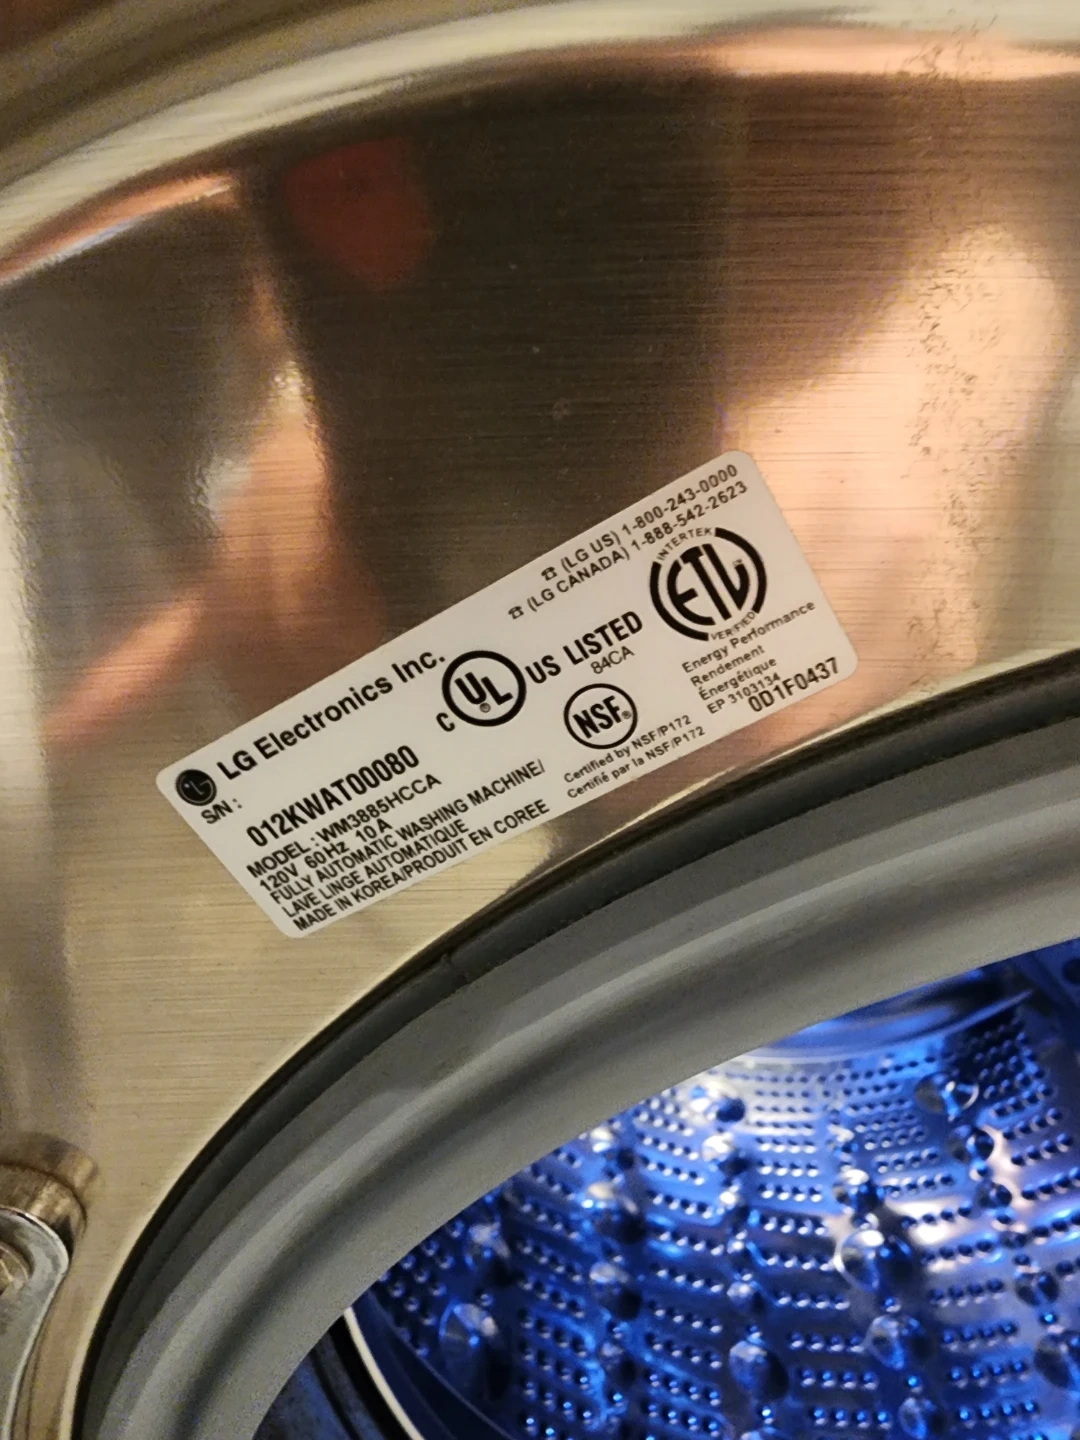 ☎ (LG US) 1-800-243-0000
☎ (LG CANADA) 1-888-542-2623
LG LG Electronics Inc.
S/N :
012KWAT00080
MODEL : WM3885HCCA
120V 60Hz 10A
FULLY AUTOMATIC WASHING MACHINE/
LAVE LINGE AUTOMATIQUE
MADE IN KOREA/PRODUIT EN COREE
C UL ® US LISTED
84CA
NSF®
Certified by NSF/P172
Certifié par la NSF/P172
INTERTEK
ETL
VERIFIED
Energy Performance
Rendement
Énergétique
EP 3103134
0D1F0437